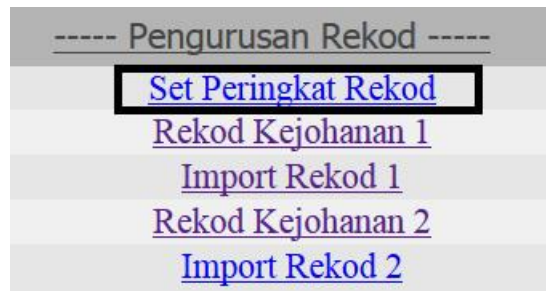 ----- Pengurusan Rekod -----
Set Peringkat Rekod
Rekod Kejohanan 1
Import Rekod 1
Rekod Kejohanan 2
Import Rekod 2